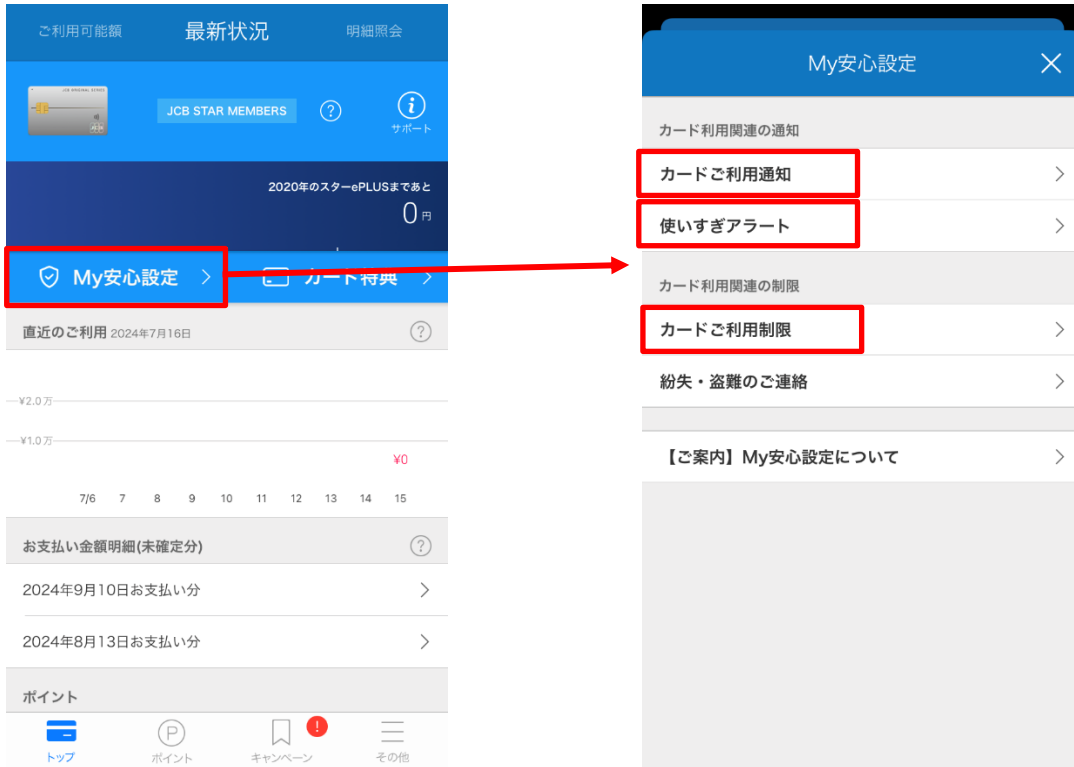 ご利用可能額 最新状況 明細照会
JCB ORIGINAL SERIES
JCB STAR MEMBERS ?
サポート
2020年のスターePLUSまであと
0円
My安心設定 カード特典
直近のご利用 2024年7月16日 ?
¥2.0万
¥1.0万
¥0
7/6 7 8 9 10 11 12 13 14 15
お支払い金額明細(未確定分) ?
2024年9月10日お支払い分
2024年8月13日お支払い分
ポイント
トップ
P
ポイント
!
キャンペーン
その他
My安心設定
カード利用関連の通知
カードご利用通知
使いすぎアラート
カード利用関連の制限
カードご利用制限
紛失・盗難のご連絡
【ご案内】My安心設定について